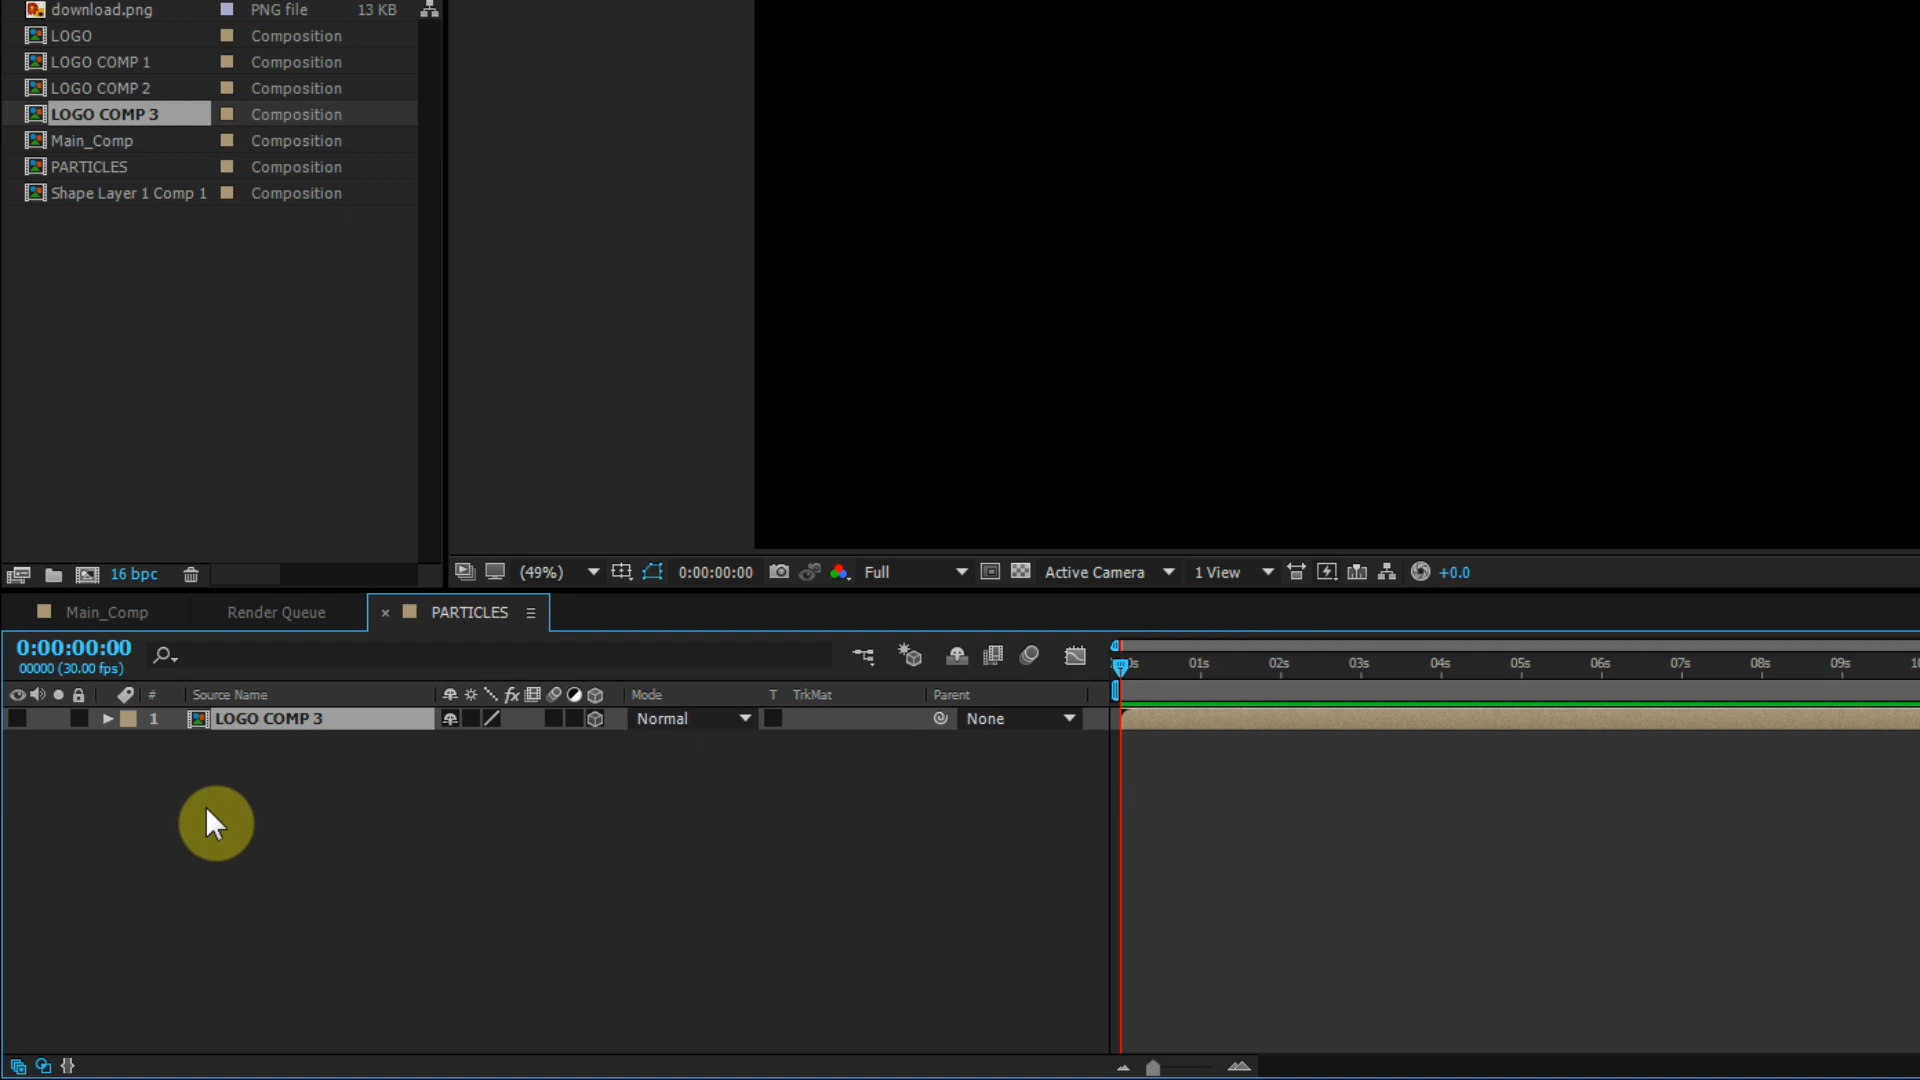 download.png PNG file 13 KB
LOGO Composition
LOGO COMP 1 Composition
LOGO COMP 2 Composition
LOGO COMP 3 Composition
Main_Comp Composition
PARTICLES Composition
Shape Layer 1 Comp 1 Composition
16 bpc (49%) 0:00:00:00 Full Active Camera 1 View +0.0
Main_Comp Render Queue × PARTICLES
0:00:00:00
00000 (30.00 fps)
01s 02s 03s 04s 05s 06s 07s 08s 09s
# Source Name fx Mode T TrkMat Parent
1 LOGO COMP 3 Normal None